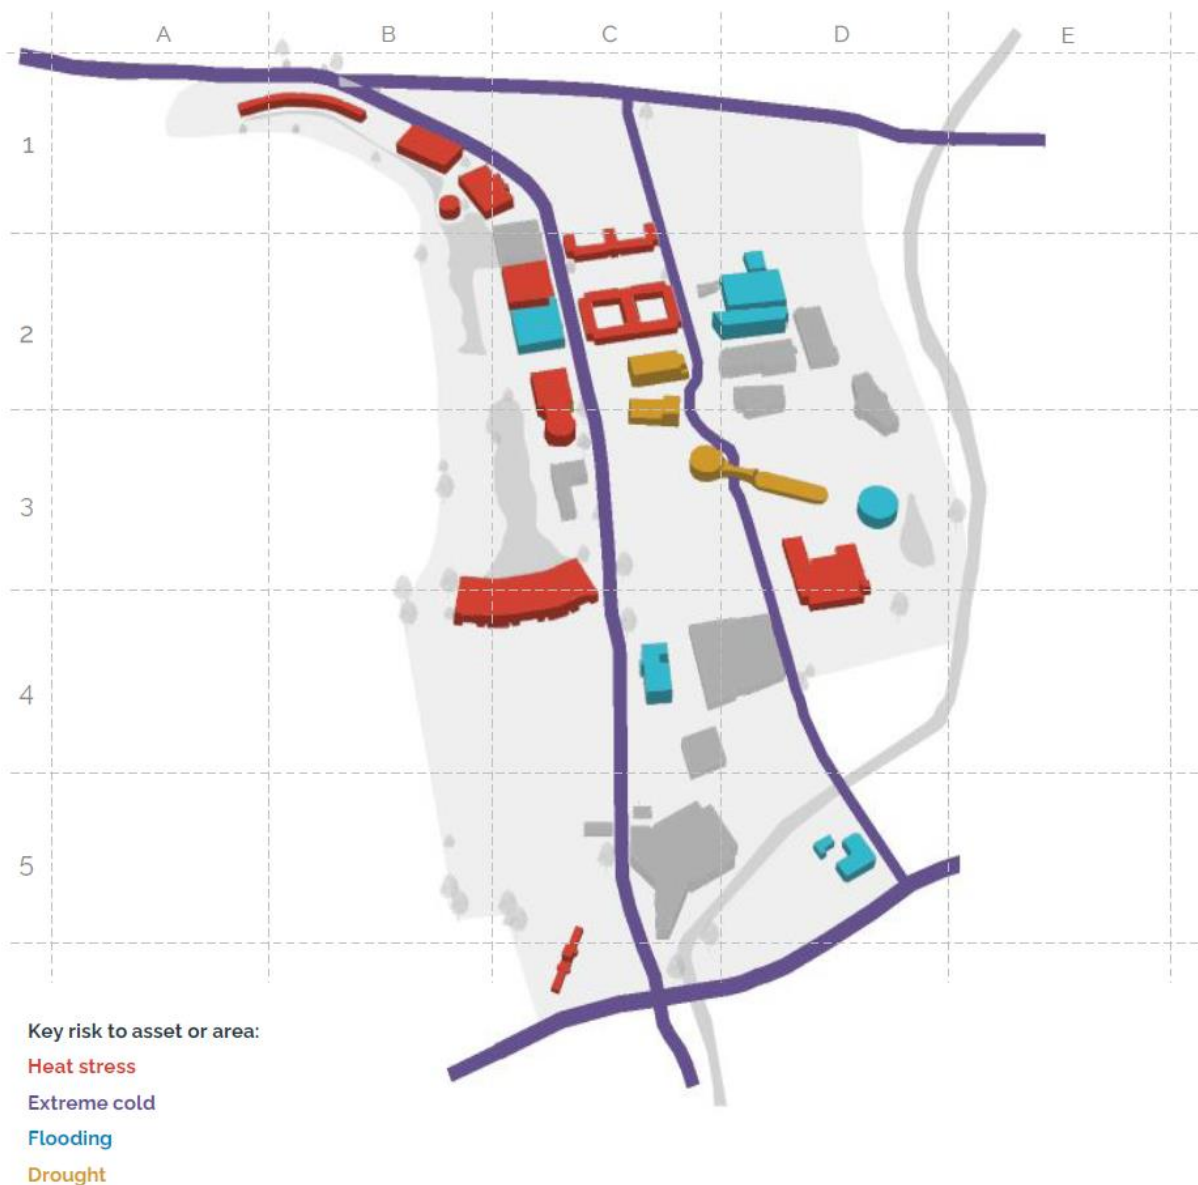 A B C D E
1
2
3
4
5
Key risk to asset or area:
Heat stress
Extreme cold
Flooding
Drought